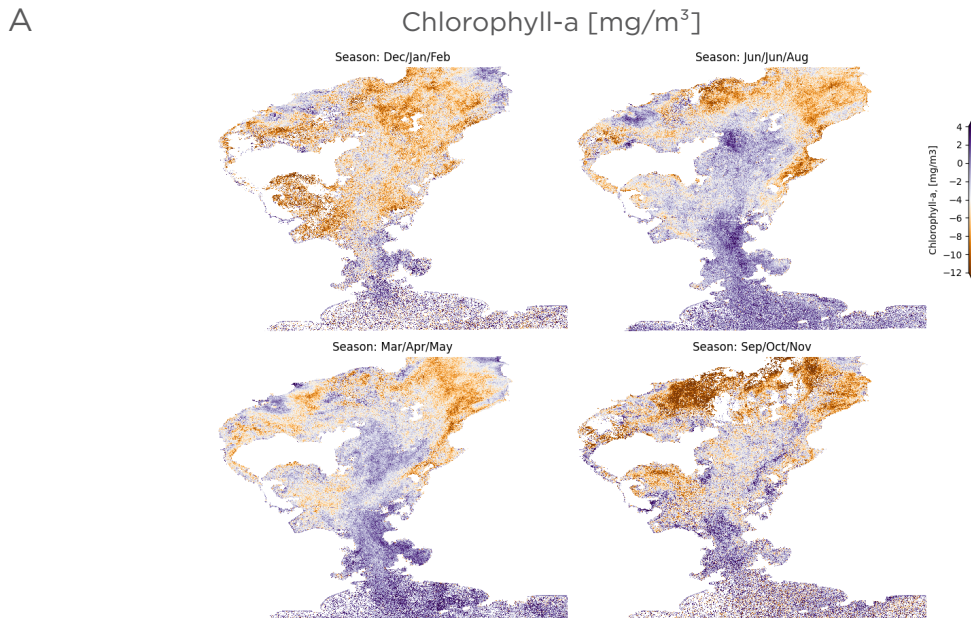 A
Chlorophyll-a [mg/m³]
Season: Dec/Jan/Feb
Season: Jun/Jun/Aug
4
2
0
−2
−4
−6
−8
−10
−12
Chlorophyll-a, [mg/m3]
Season: Mar/Apr/May
Season: Sep/Oct/Nov